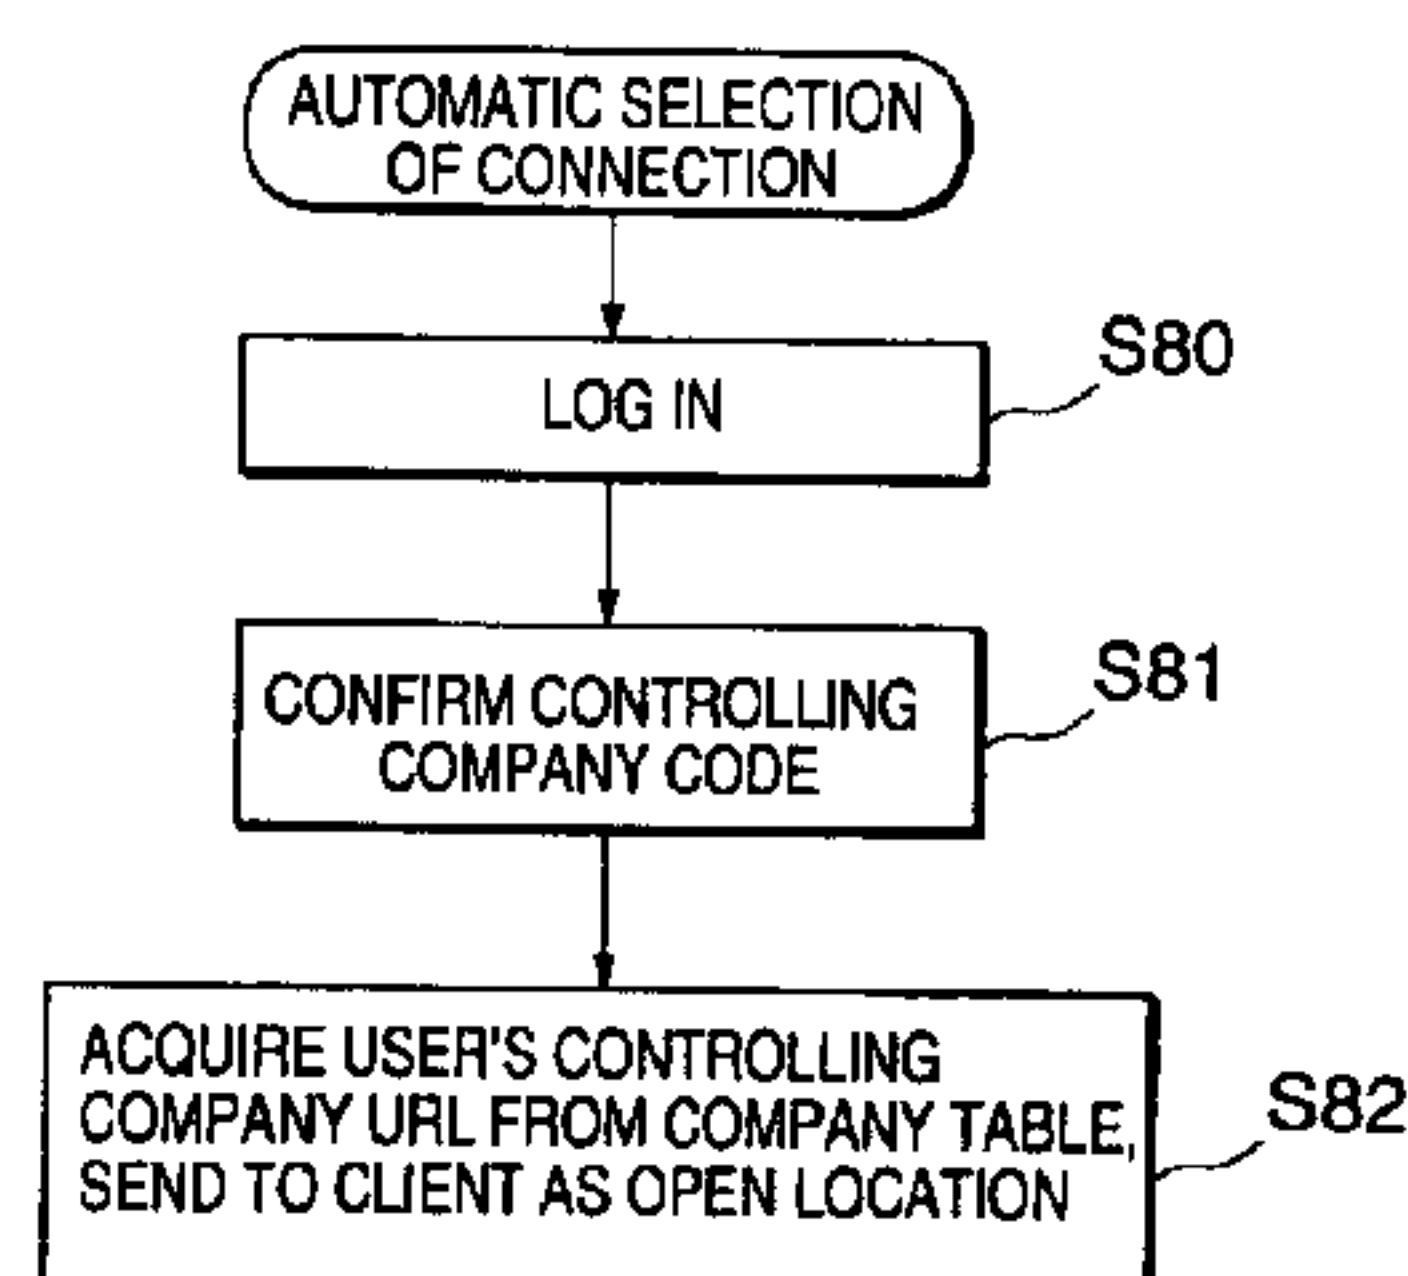 AUTOMATIC SELECTION
OF CONNECTION
S80
LOG IN
S81
CONFIRM CONTROLLING
COMPANY CODE
S82
ACQUIRE USER'S CONTROLLING
COMPANY URL FROM COMPANY TABLE,
SEND TO CLIENT AS OPEN LOCATION